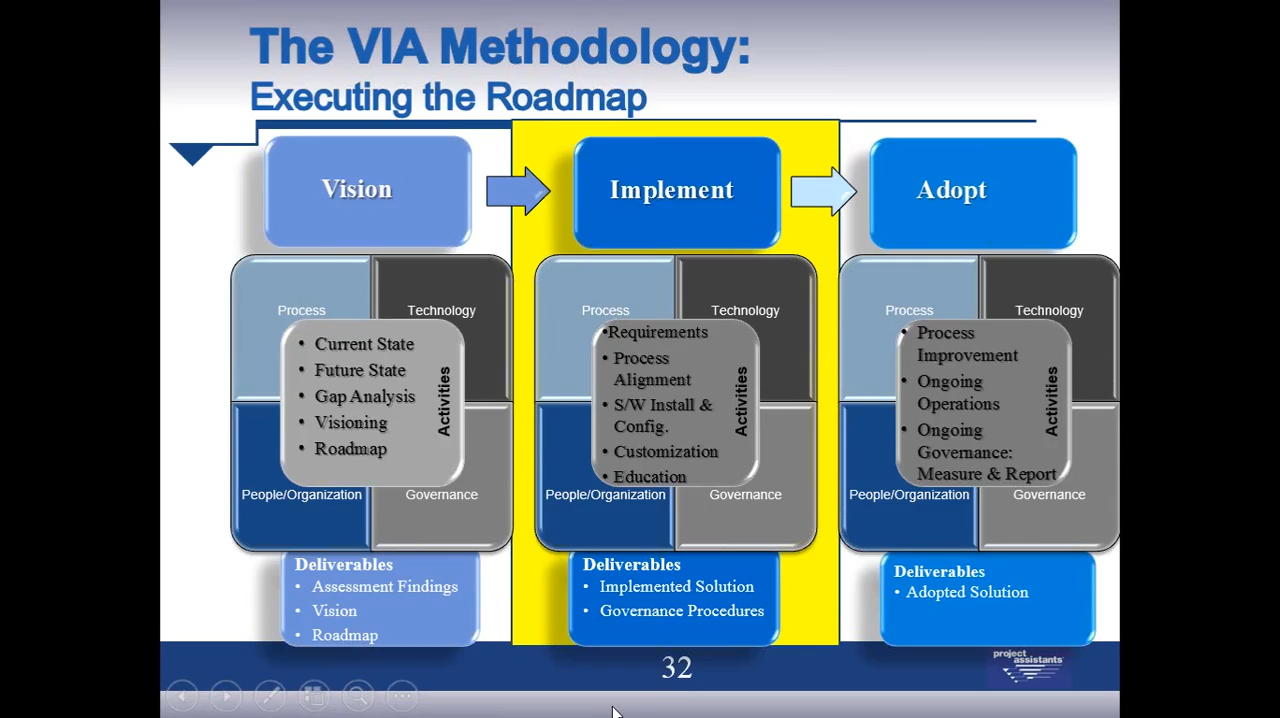 The VIA Methodology:
Executing the Roadmap
Vision
Implement
Adopt
Process
Technology
• Current State
• Future State
• Gap Analysis
• Visioning
• Roadmap
Activities
People/Organization
Governance
Deliverables
• Assessment Findings
• Vision
• Roadmap
Process
Technology
•Requirements
• Process
Alignment
• S/W Install &
Config.
• Customization
• Education
Activities
People/Organization
Governance
Deliverables
• Implemented Solution
• Governance Procedures
Process
Technology
• Process
Improvement
• Ongoing
Operations
• Ongoing
Governance:
Measure & Report
Activities
People/Organization
Governance
Deliverables
• Adopted Solution
32
project
assistants